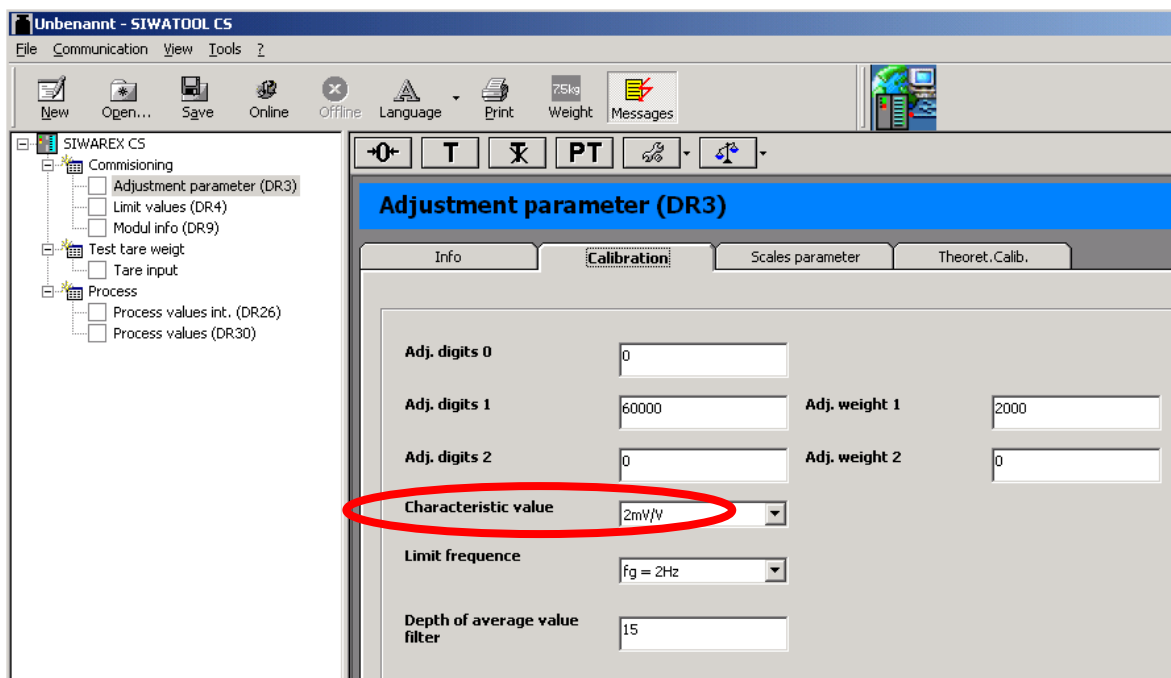 Unbenannt - SIWATOOL CS
File Communication View Tools ?
New Open... Save Online Offline Language Print 7.5kg Weight Messages
SIWAREX CS
Commisioning
Adjustment parameter (DR3)
Limit values (DR4)
Modul info (DR9)
Test tare weigt
Tare input
Process
Process values int. (DR26)
Process values (DR30)
→0← T T PT
Adjustment parameter (DR3)
Info Calibration Scales parameter Theoret.Calib.
Adj. digits 0 0
Adj. digits 1 60000 Adj. weight 1 2000
Adj. digits 2 0 Adj. weight 2 0
Characteristic value 2mV/V
Limit frequence fg = 2Hz
Depth of average value
filter 15